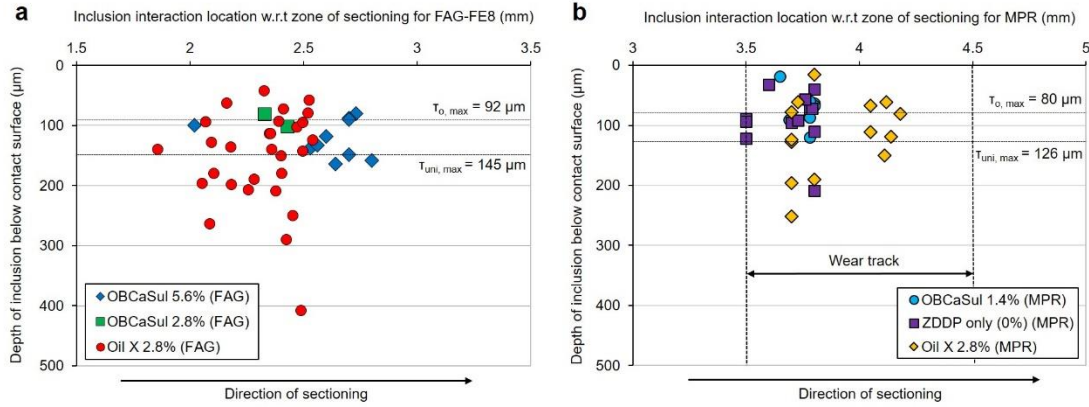 a
Inclusion interaction location w.r.t zone of sectioning for FAG-FE8 (mm)
1.5 2 2.5 3 3.5
Depth of inclusion below contact surface (µm)
0
100
200
300
400
500
τo, max = 92 µm
τuni, max = 145 µm
OBCaSul 5.6% (FAG)
OBCaSul 2.8% (FAG)
Oil X 2.8% (FAG)
Direction of sectioning
b
Inclusion interaction location w.r.t zone of sectioning for MPR (mm)
3 3.5 4 4.5 5
Depth of inclusion below contact surface (µm)
0
100
200
300
400
500
τo, max = 80 µm
τuni, max = 126 µm
Wear track
OBCaSul 1.4% (MPR)
ZDDP only (0%) (MPR)
Oil X 2.8% (MPR)
Direction of sectioning